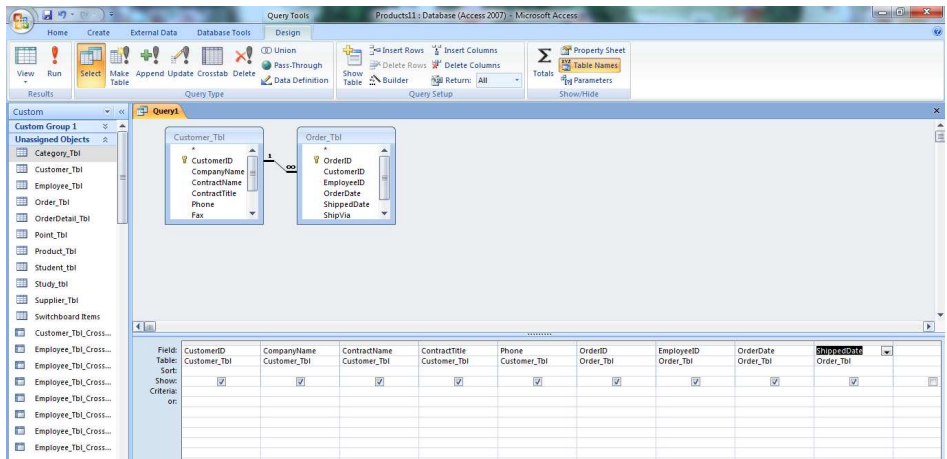 Query Tools
Products11 : Database (Access 2007) - Microsoft Access
Home Create External Data Database Tools Design
View
Run
Select
Make Table
Append
Update
Crosstab
Delete
Union
Pass-Through
Data Definition
Show Table
Insert Rows
Delete Rows
Builder
Insert Columns
Delete Columns
Return: All
Totals
Property Sheet
Table Names
Parameters
Results
Query Type
Query Setup
Show/Hide
Custom
Custom Group 1
Unassigned Objects
Category_Tbl
Customer_Tbl
Employee_Tbl
Order_Tbl
OrderDetail_Tbl
Point_Tbl
Product_Tbl
Student_tbl
Study_tbl
Supplier_Tbl
Switchboard Items
Customer_Tbl_Cross...
Employee_Tbl_Cross...
Employee_Tbl_Cross...
Employee_Tbl_Cross...
Employee_Tbl_Cross...
Employee_Tbl_Cross...
Employee_Tbl_Cross...
Employee_Tbl_Cross...
Query1
Customer_Tbl
*
CustomerID
CompanyName
ContractName
ContractTitle
Phone
Fax
1
∞
Order_Tbl
*
OrderID
CustomerID
EmployeeID
OrderDate
ShippedDate
ShipVia
Field: CustomerID CompanyName ContractName ContractTitle Phone OrderID EmployeeID OrderDate ShippedDate
Table: Customer_Tbl Customer_Tbl Customer_Tbl Customer_Tbl Customer_Tbl Order_Tbl Order_Tbl Order_Tbl Order_Tbl
Sort:
Show:
Criteria:
or: